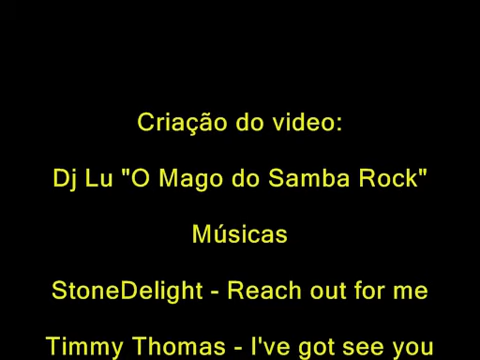 Criação do video:
Dj Lu "O Mago do Samba Rock"
Músicas
StoneDelight - Reach out for me
Timmy Thomas - I've got see you